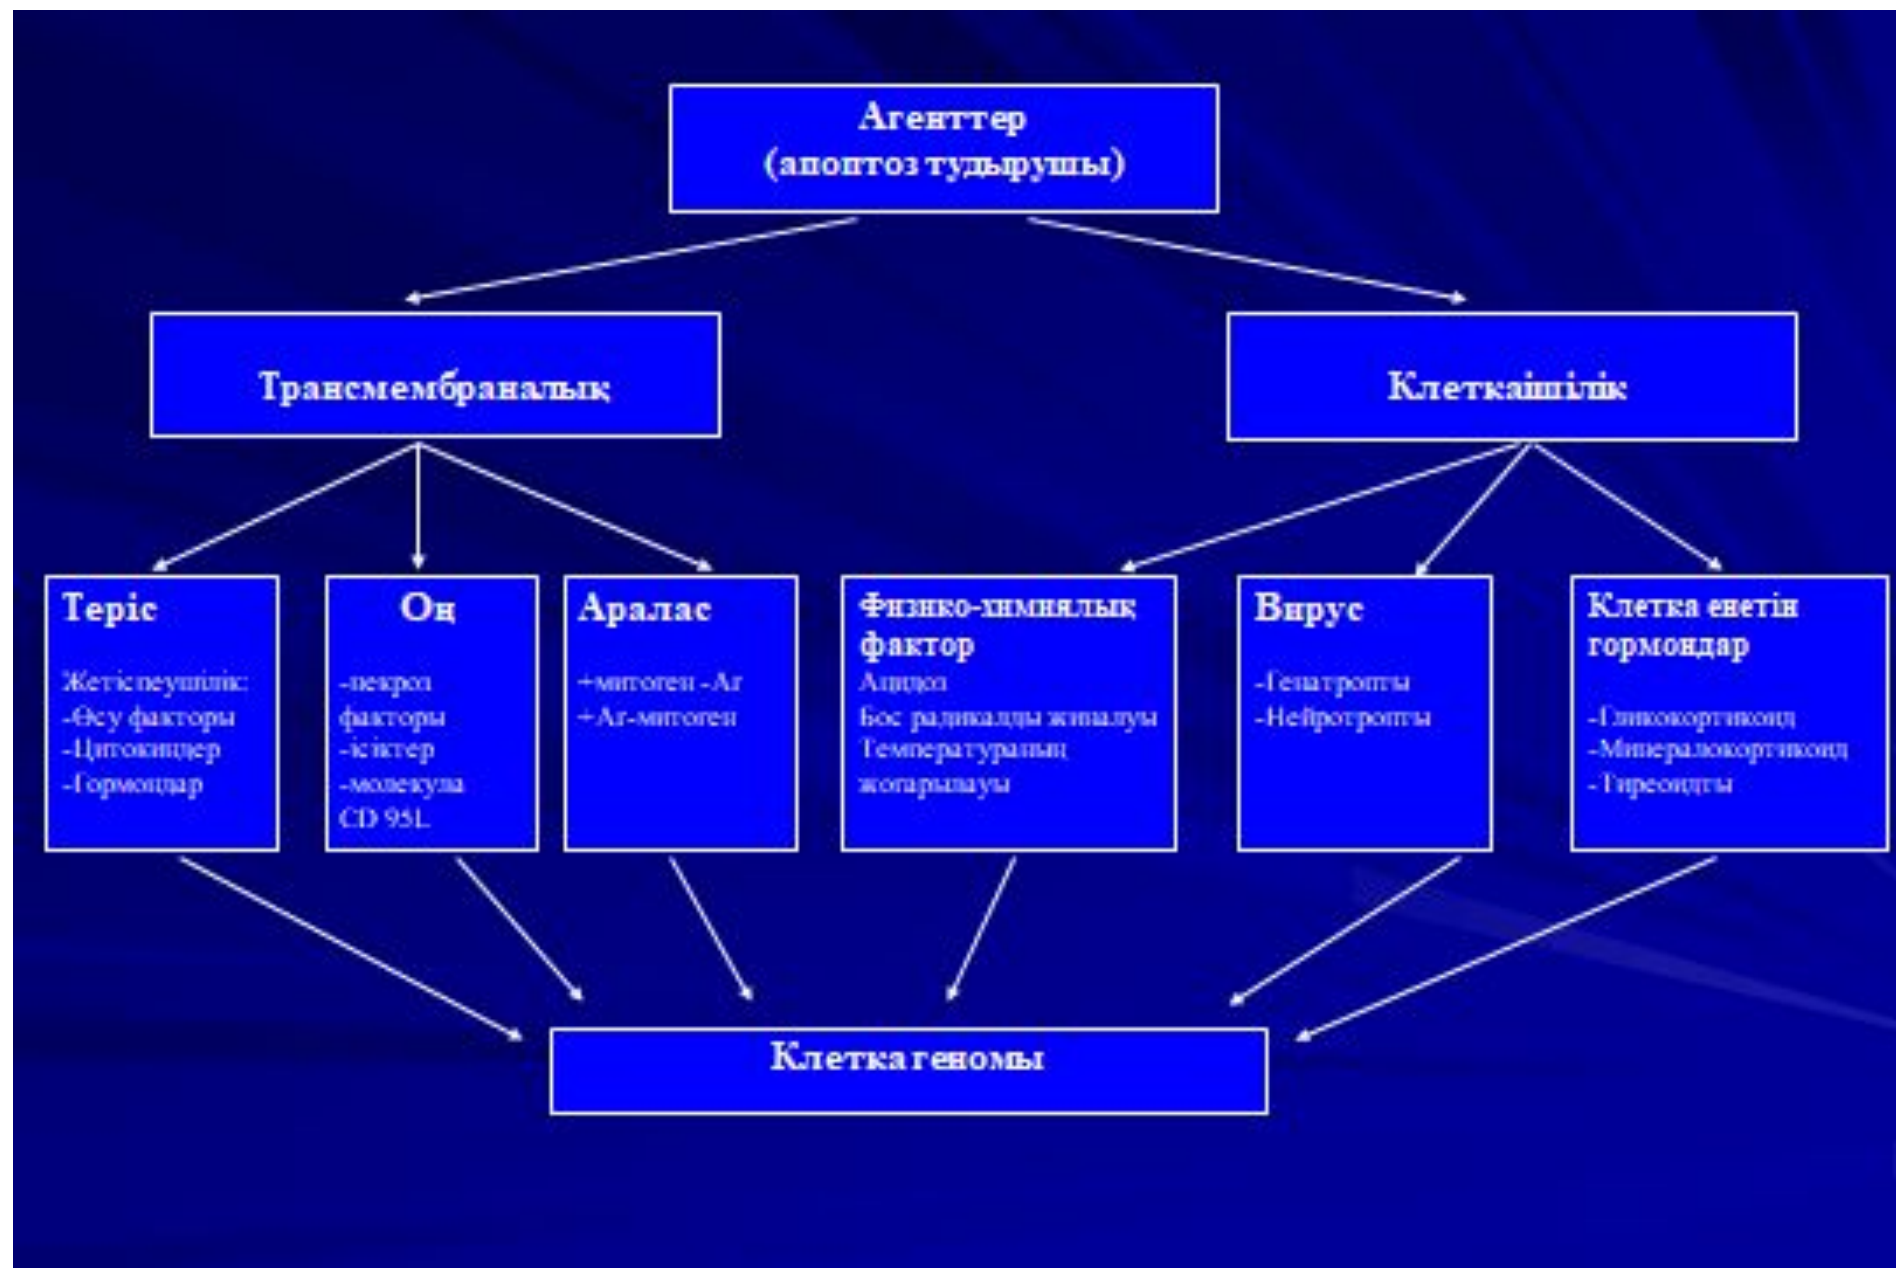 Агенттер
(апоптоз тудырушы)
Трансмембраналық
Клеткаішілік
Теріс
Жетіспеушілік:
-Өсу факторы
-Цитокиндер
-Гормондар
Оң
-некроз
факторы
-ісіктер
-молекула
CD 95L
Аралас
+митоген -Аг
+Аг-митоген
Физико-химиялық
фактор
Ацидоз
Бос радикалды жиналуы
Температураның
жоғарылауы
Вирус
-Генатропты
-Нейротропты
Клетка енетін
гормондар
-Гликокортикоид
-Минералокортикоид
-Тиреоидты
Клетка геномы